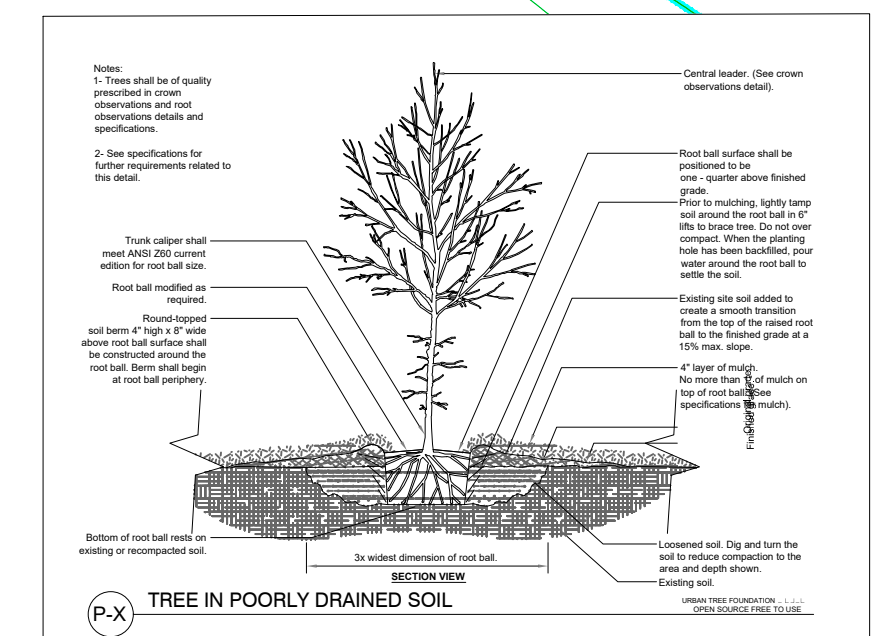 Notes:
1- Trees shall be of quality
prescribed in crown
observations and root
observations details and
specifications.
2- See specifications for
further requirements related to
this detail.
Central leader. (See crown
observations detail).
Root ball surface shall be
positioned to be
one - quarter above finished
grade.
Prior to mulching, lightly tamp
soil around the root ball in 6"
lifts to brace tree. Do not over
compact. When the planting
hole has been backfilled, pour
water around the root ball to
settle the soil.
Trunk caliper shall
meet ANSI Z60 current
edition for root ball size.
Root ball modified as
required.
Round-topped
soil berm 4" high x 8" wide
above root ball surface shall
be constructed around the
root ball. Berm shall begin
at root ball periphery.
Existing site soil added to
create a smooth transition
from the top of the raised root
ball to the finished grade at a
15% max. slope.
4" layer of mulch.
No more than of mulch on
top of root ball. (See
specifications mulch).
Original grade.
Finished grade.
Bottom of root ball rests on
existing or recompacted soil.
3x widest dimension of root ball.
SECTION VIEW
Loosened soil. Dig and turn the
soil to reduce compaction to the
area and depth shown.
Existing soil.
P-X
TREE IN POORLY DRAINED SOIL
URBAN TREE FOUNDATION
OPEN SOURCE FREE TO USE